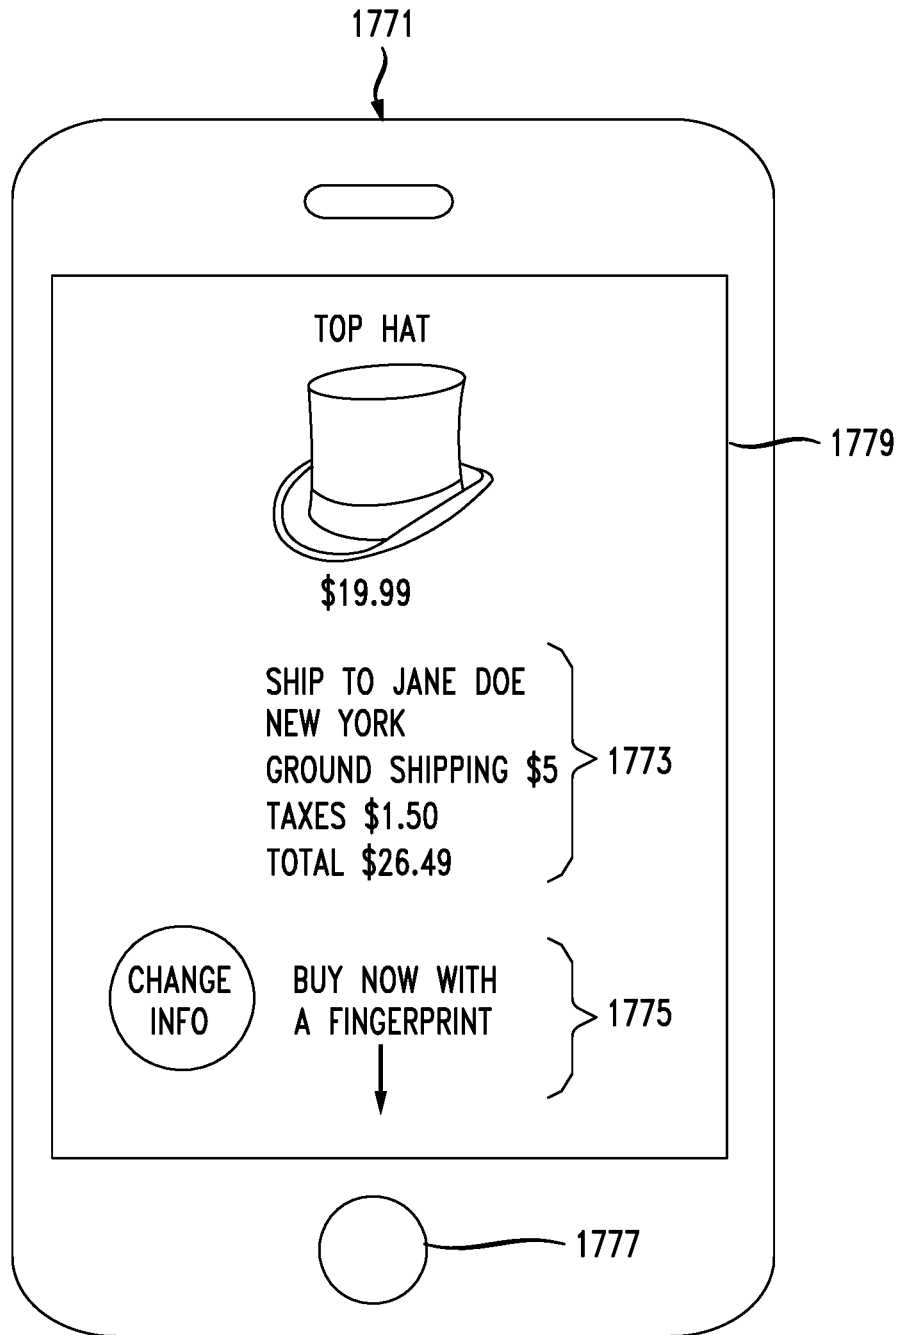 1771
TOP HAT
1779
$19.99
SHIP TO JANE DOE
NEW YORK
GROUND SHIPPING $5
1773
TAXES $1.50
TOTAL $26.49
CHANGE
INFO
BUY NOW WITH
A FINGERPRINT
1775
1777